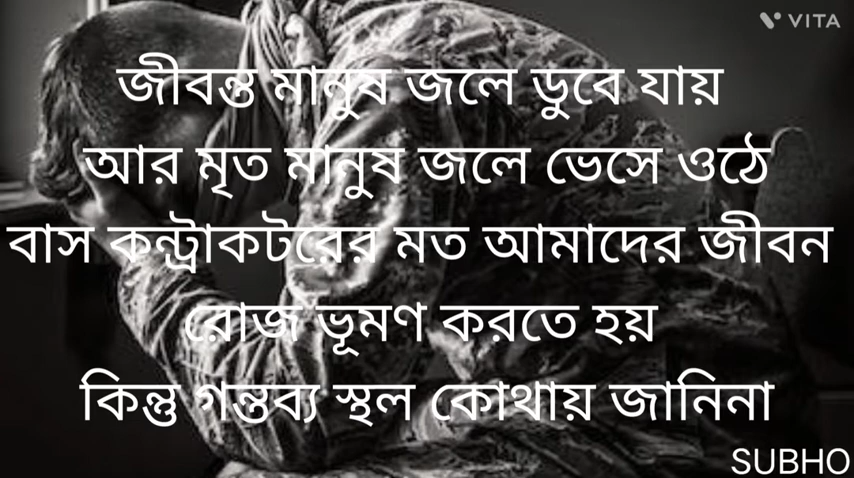 VITA
জীবন্ত মানুষ জলে ডুবে যায়
আর মৃত মানুষ জলে ভেসে ওঠে
বাস কন্ট্রাকটরের মত আমাদের জীবন
রোজ ভূমণ করতে হয়
কিন্তু গন্তব্য স্থল কোথায় জানিনা
SUBHO